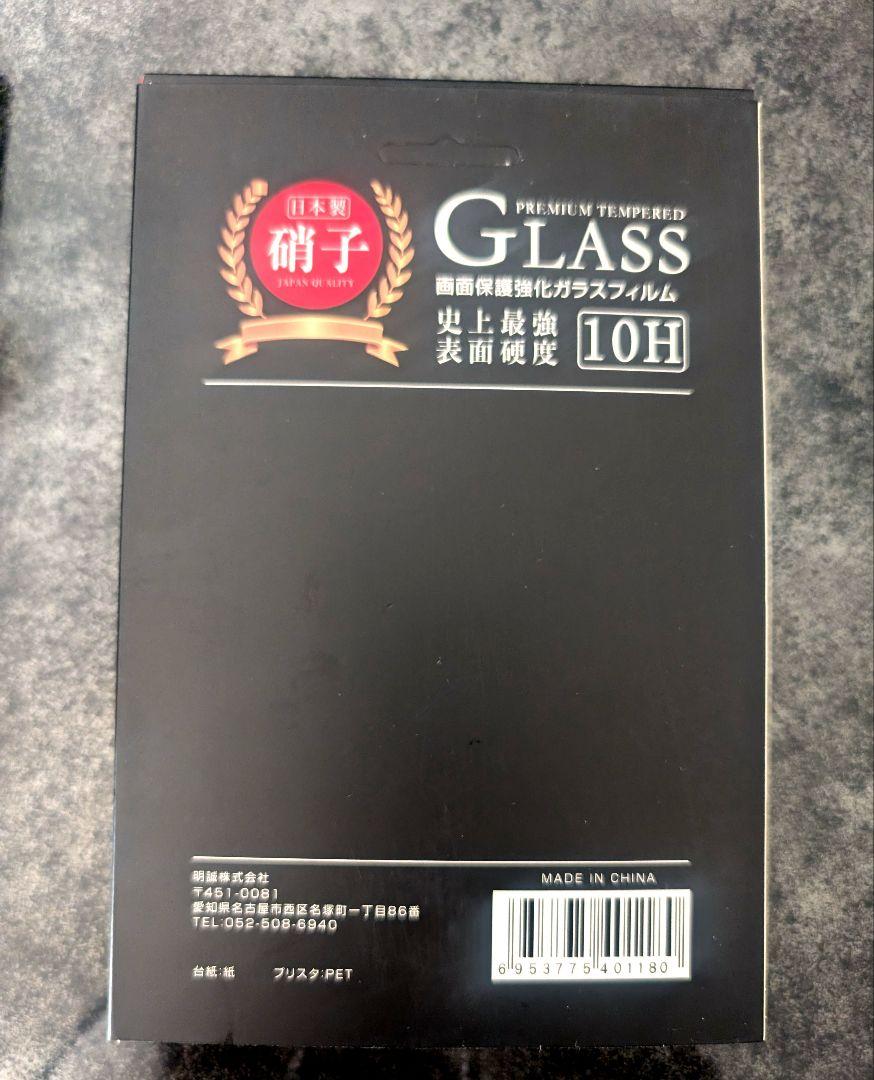 日本製
硝子
JAPAN QUALITY
PREMIUM TEMPERED
GLASS
画面保護強化ガラスフィルム
史上最強
表面硬度
10H
明誠株式会社
〒451-0081
愛知県名古屋市西区名塚町一丁目86番
TEL:052-508-6940
台紙:紙 ブリスタ:PET
MADE IN CHINA
6 953775 401180